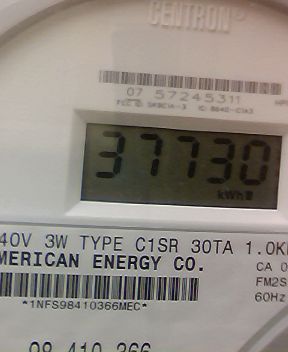 CENTRON®
07 57245311
37730
kWh
40V 3W TYPE C1SR 30TA 1.0K
MERICAN ENERGY CO.
CA 0
FM2S
60Hz
*1NFS98410366MEC*
98 410 366